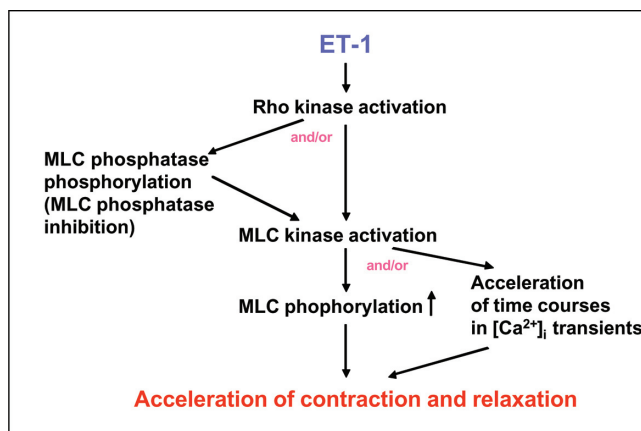 ET-1
Rho kinase activation
and/or
MLC phosphatase
phosphorylation
(MLC phosphatase
inhibition)
MLC kinase activation
and/or
Acceleration
of time courses
in [Ca²⁺]ᵢ transients
MLC phophorylation
Acceleration of contraction and relaxation